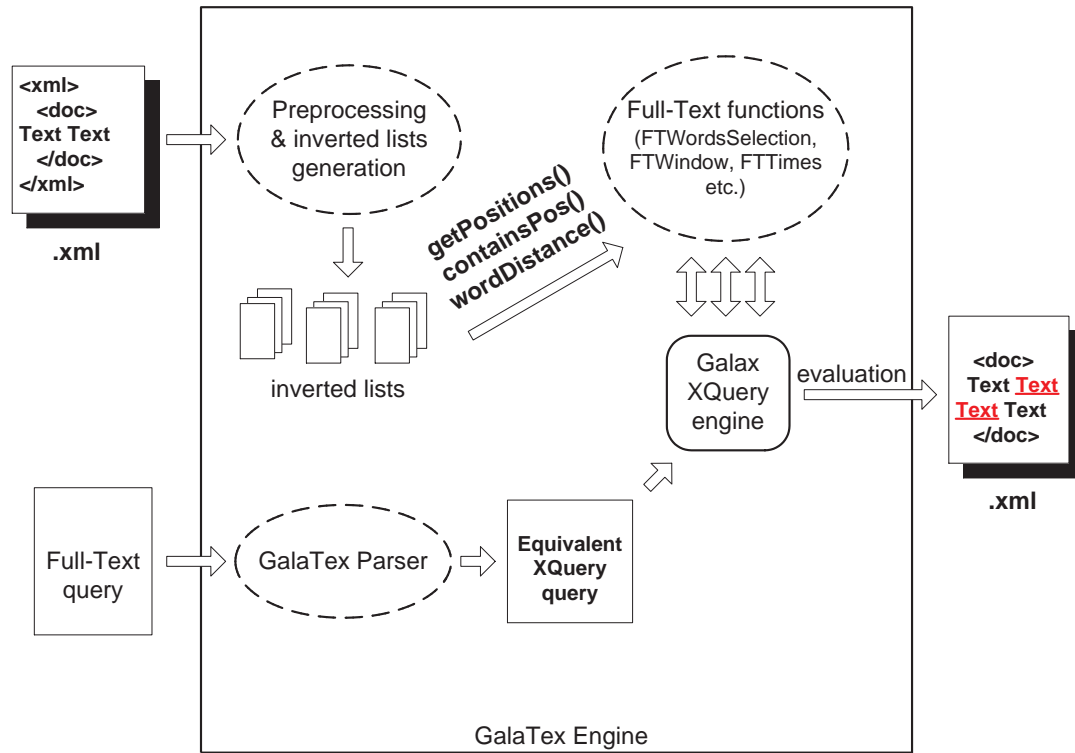 <xml>
<doc>
Text Text
</doc>
</xml>
.xml
Preprocessing
& inverted lists
generation
getPositions()
containsPos()
wordDistance()
Full-Text functions
(FTWordsSelection,
FTWindow, FTTimes
etc.)
inverted lists
Galax
XQuery
engine
evaluation
<doc>
Text Text
Text Text
</doc>
.xml
Full-Text
query
GalaTex Parser
Equivalent
XQuery
query
GalaTex Engine